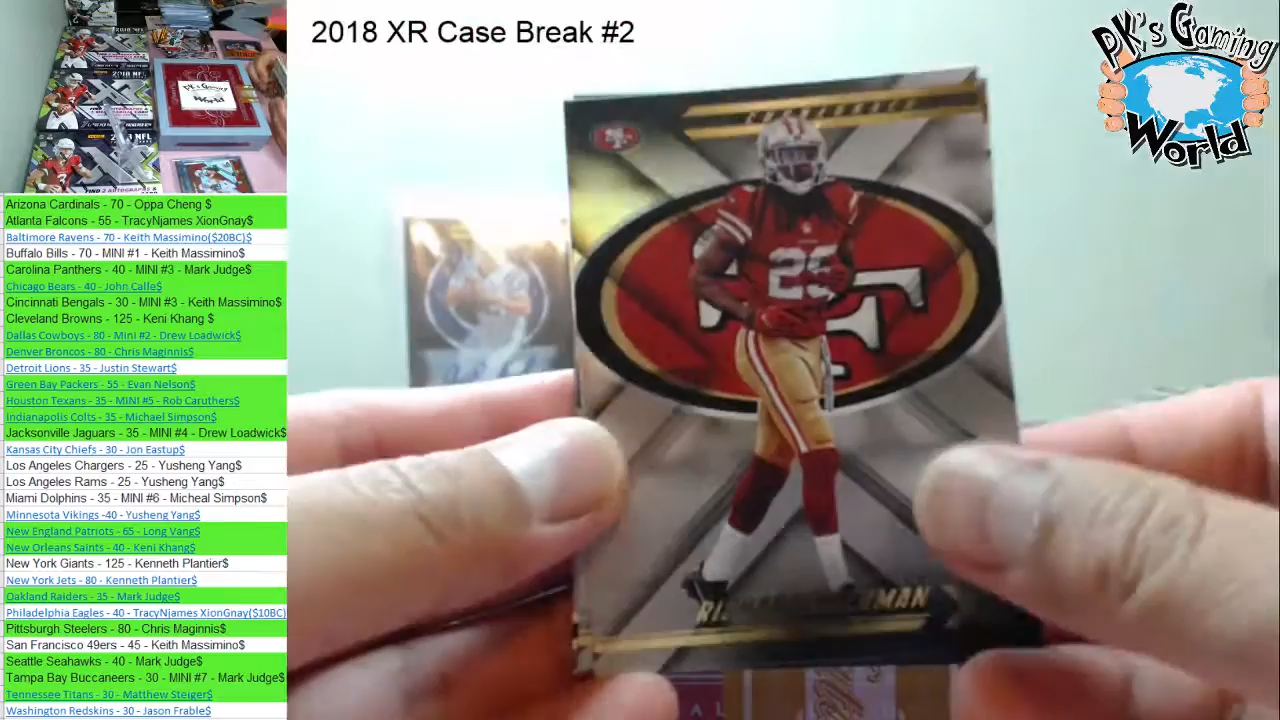 2018 XR Case Break #2
PK's Gaming
World
Arizona Cardinals - 70 - Oppa Cheng $
Atlanta Falcons - 55 - TracyNjames XionGnay$
Baltimore Ravens - 70 - Keith Massimino($20BC)$
Buffalo Bills - 70 - MINI #1 - Keith Massimino$
Carolina Panthers - 40 - MINI #3 - Mark Judge$
Chicago Bears - 40 - John Calle$
Cincinnati Bengals - 30 - MINI #3 - Keith Massimino$
Cleveland Browns - 125 - Keni Khang $
Dallas Cowboys - 80 - Mini #2 - Drew Loadwick$
Denver Broncos - 80 - Chris Maginnis$
Detroit Lions - 35 - Justin Stewart$
Green Bay Packers - 55 - Evan Nelson$
Houston Texans - 35 - MINI #5 - Rob Caruthers$
Indianapolis Colts - 35 - Michael Simpson$
Jacksonville Jaguars - 35 - MINI #4 - Drew Loadwick$
Kansas City Chiefs - 30 - Jon Eastup$
Los Angeles Chargers - 25 - Yusheng Yang$
Los Angeles Rams - 25 - Yusheng Yang$
Miami Dolphins - 35 - MINI #6 - Micheal Simpson$
Minnesota Vikings -40 - Yusheng Yang$
New England Patriots - 65 - Long Vang$
New Orleans Saints - 40 - Keni Khang$
New York Giants - 125 - Kenneth Plantier$
New York Jets - 80 - Kenneth Plantier$
Oakland Raiders - 35 - Mark Judge$
Philadelphia Eagles - 40 - TracyNjames XionGnay($10BC)
Pittsburgh Steelers - 80 - Chris Maginnis$
San Francisco 49ers - 45 - Keith Massimino$
Seattle Seahawks - 40 - Mark Judge$
Tampa Bay Buccaneers - 30 - MINI #7 - Mark Judge$
Tennessee Titans - 30 - Matthew Steiger$
Washington Redskins - 30 - Jason Frable$
25